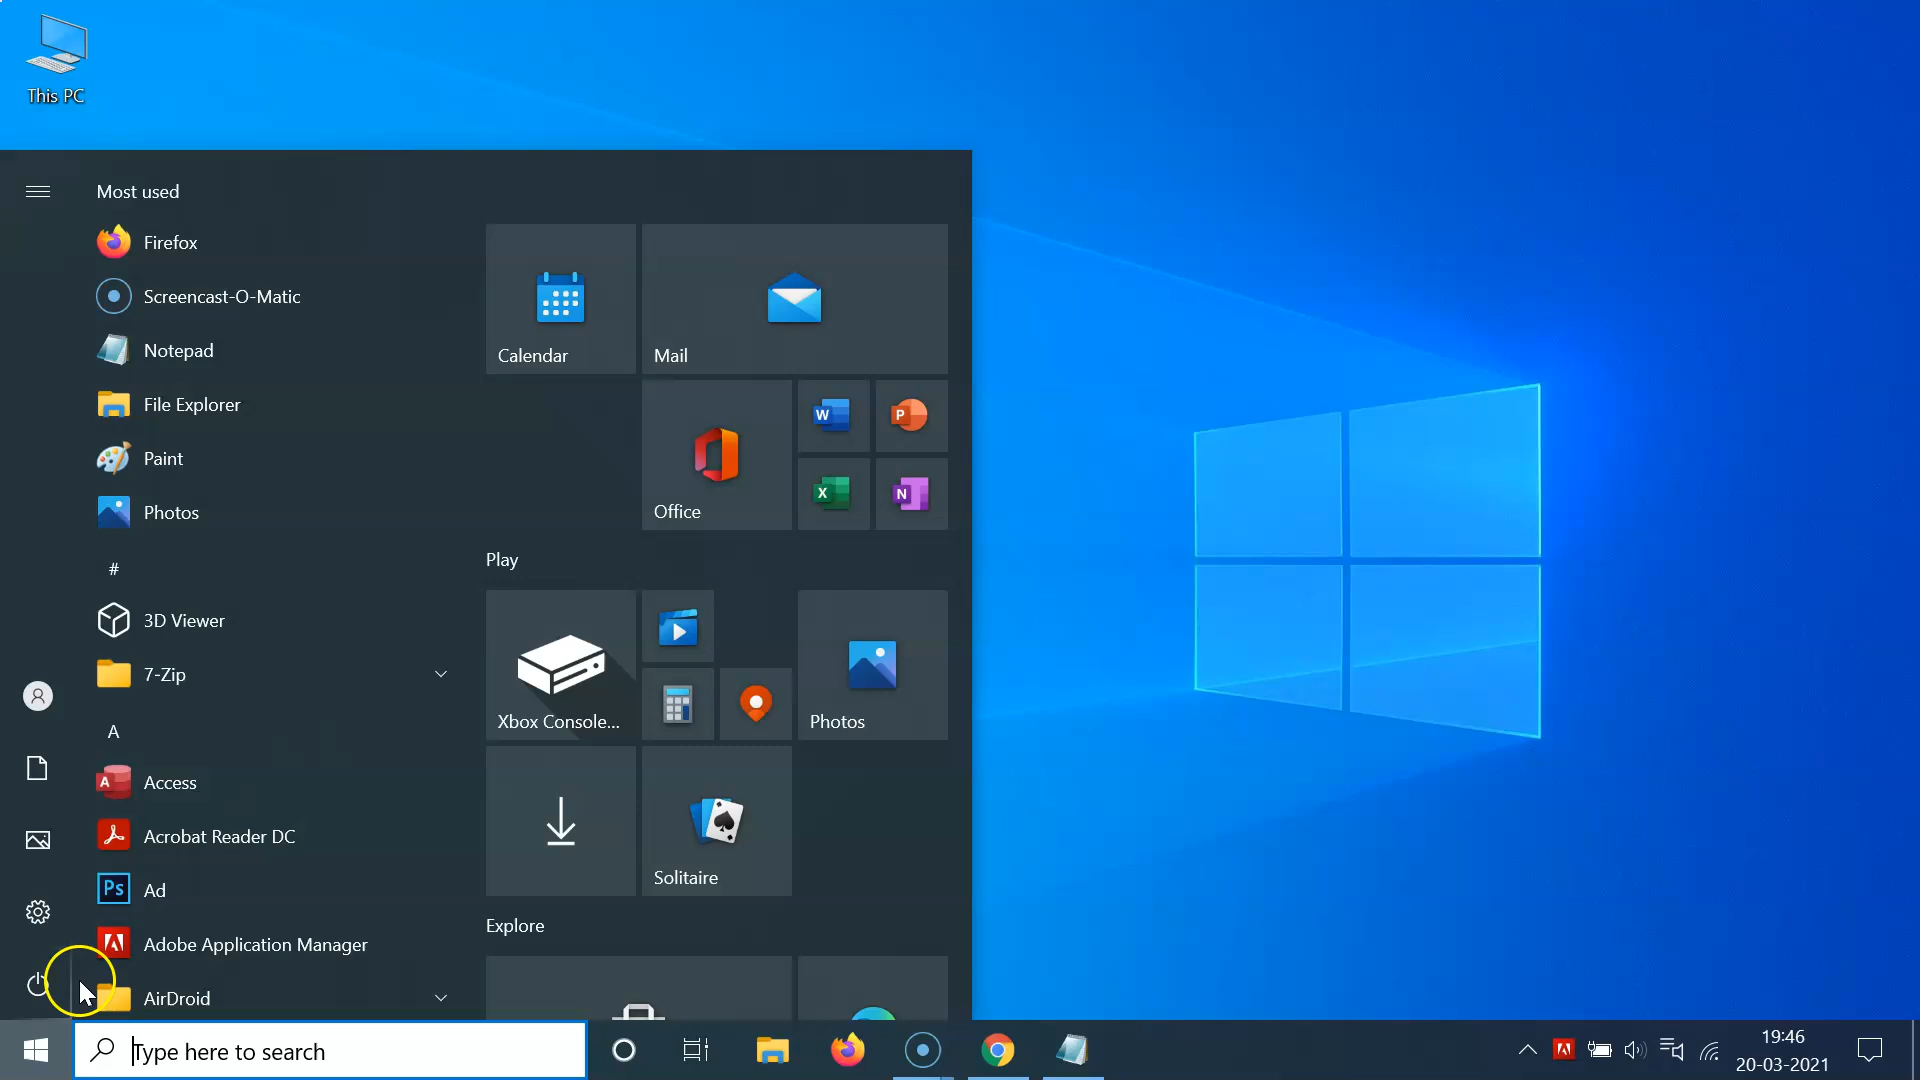 This PC
Most used
Firefox
Screencast-O-Matic
Notepad
File Explorer
Paint
Photos
#
3D Viewer
7-Zip
A
Access
Acrobat Reader DC
Ad
Adobe Application Manager
AirDroid
Calendar
Mail
Office
W
P
X
N
Play
Xbox Console...
Photos
Solitaire
Explore
A
Ps
Type here to search
19:46
20-03-2021